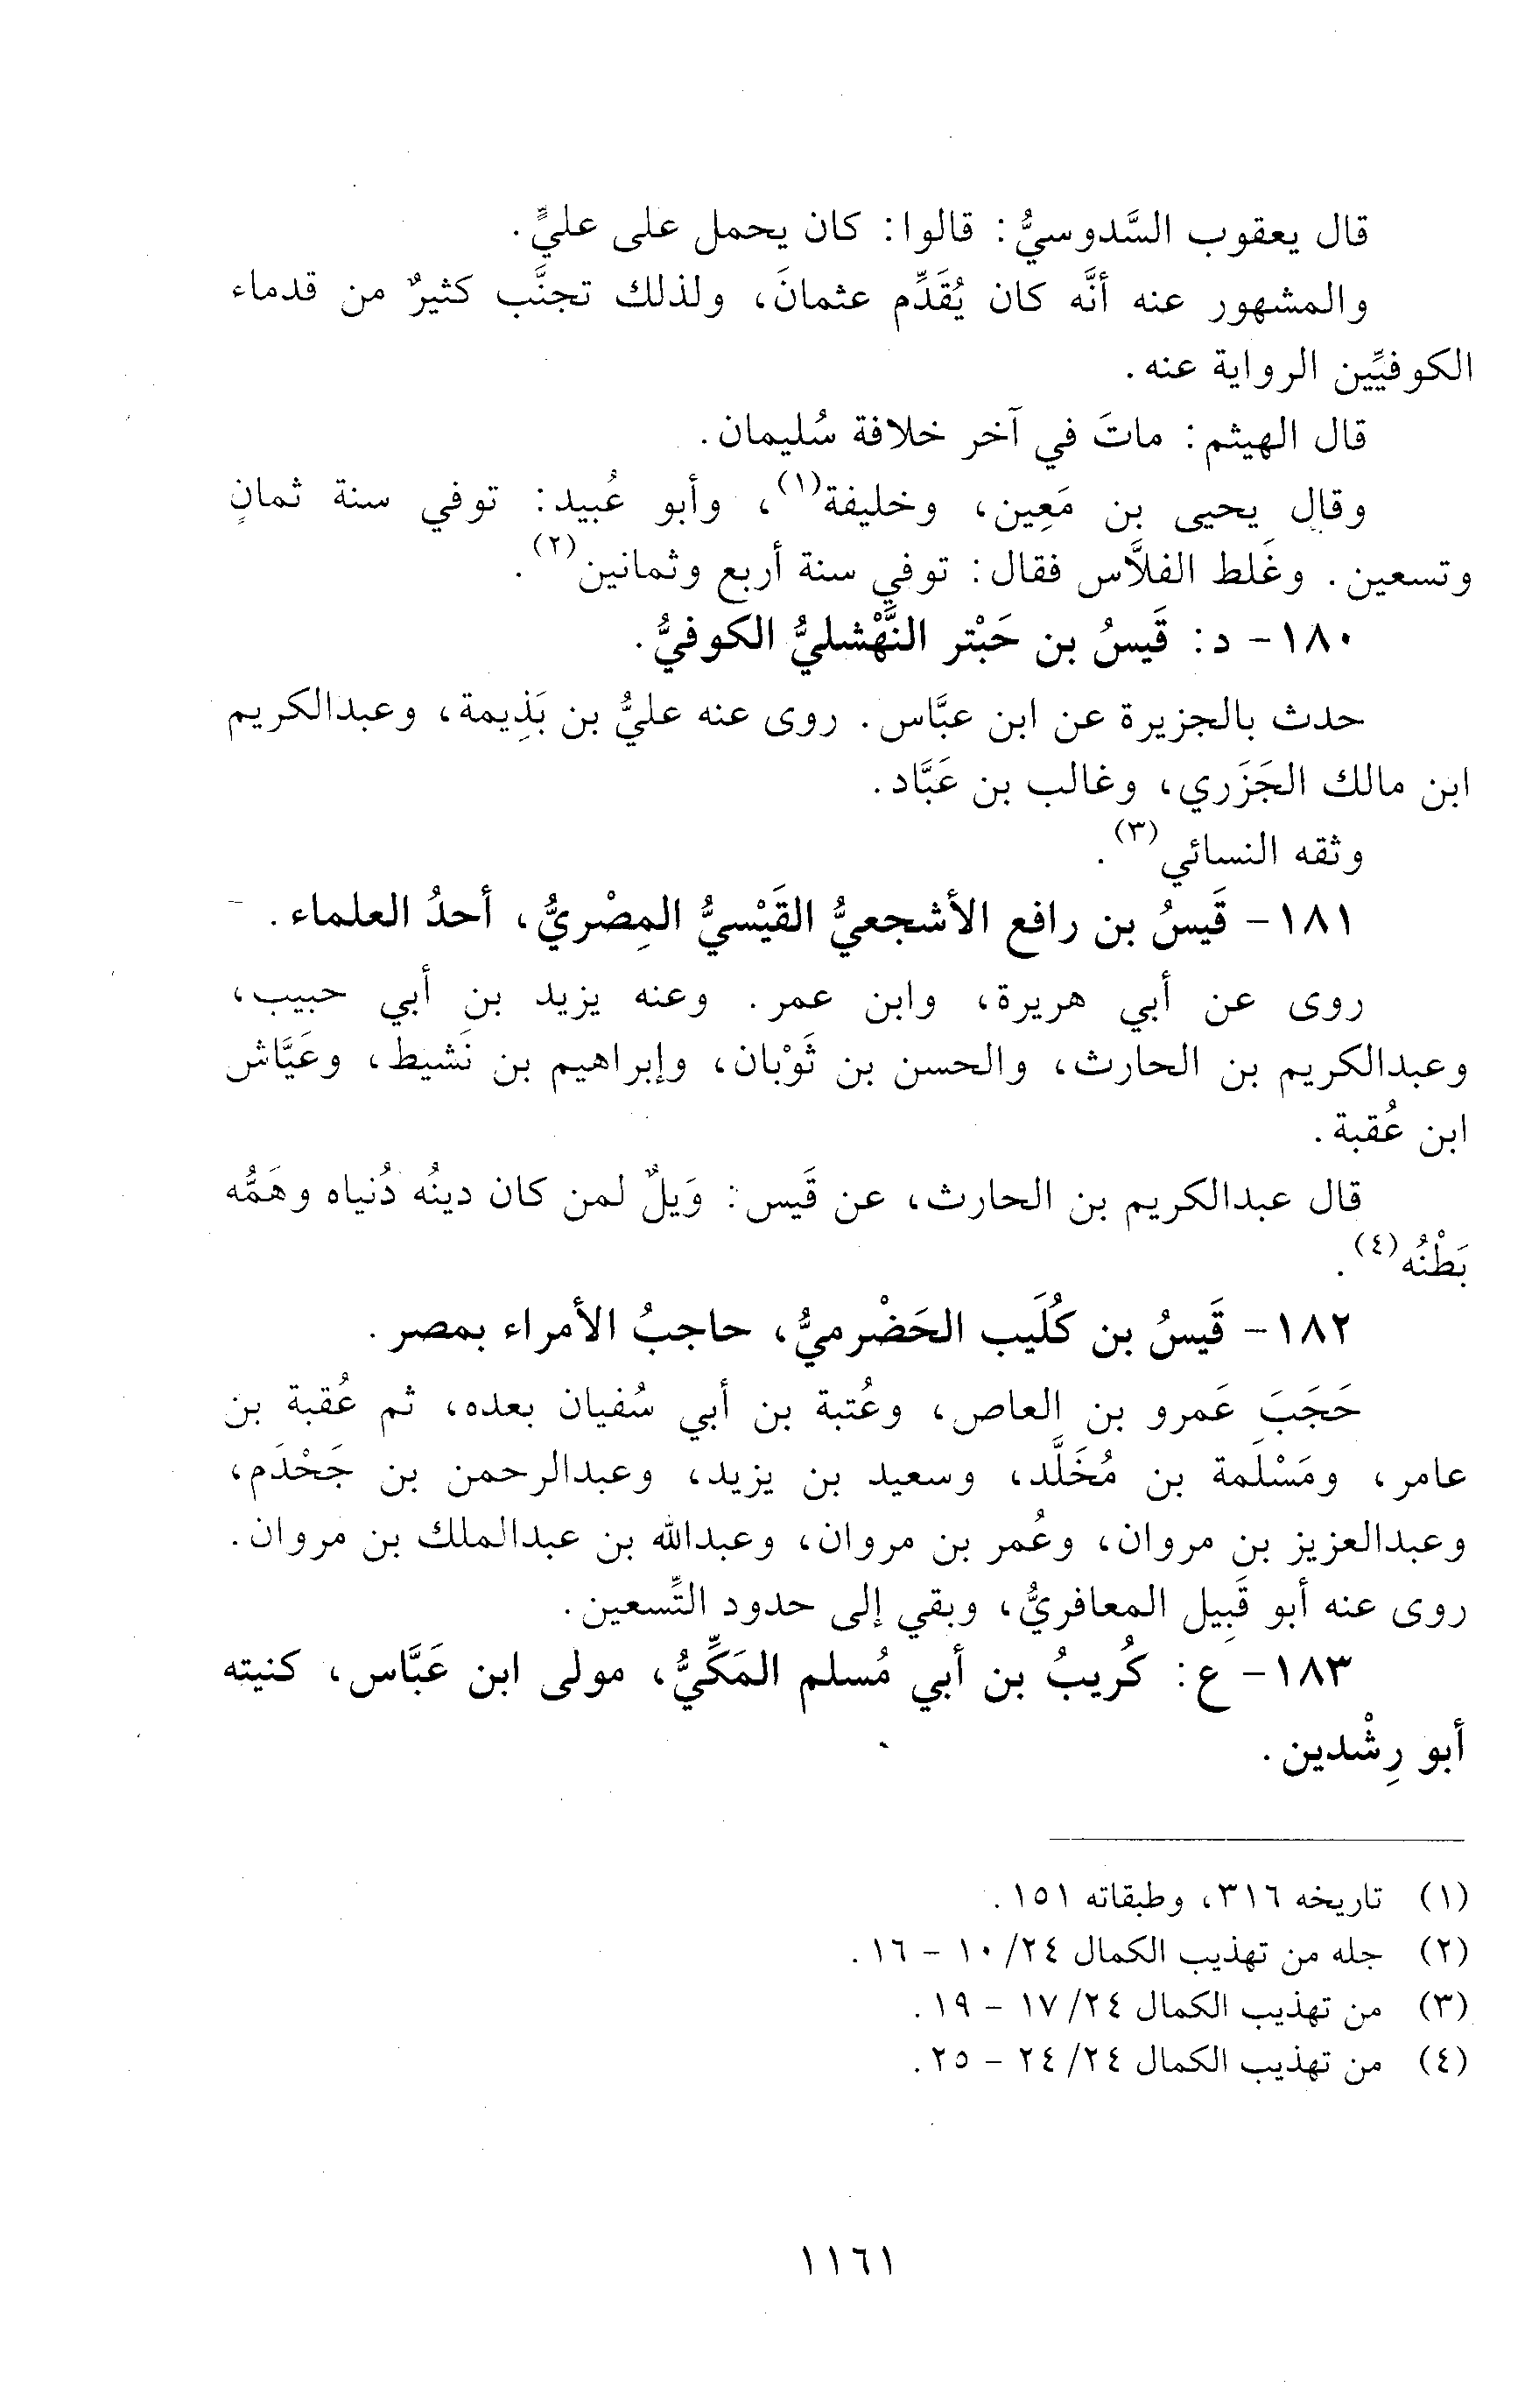 قال يعقوب السَّدوسيُّ: قالوا: كان يحمل على عليٍّ.
والمشهور عنه أنَّه كان يُقَدِّم عثمانَ، ولذلك تجنَّب كثيرٌ من قدماء
الكوفيِّين الرواية عنه.
قال الهيثم: ماتَ في آخر خلافة سُليمان.
وقال يحيى بن مَعِين، وخليفة(١)، وأبو عُبيد: توفي سنة ثمانٍ
وتسعين. وغَلط الفلاَّس فقال: توفي سنة أربع وثمانين(٢).
١٨٠- د: قَيسُ بن حَبْتر النَّهْشليُّ الكوفيُّ.
حدث بالجزيرة عن ابن عبَّاس. روى عنه عليُّ بن بَذِيمة، وعبدالكريم
ابن مالك الجَزَري، وغالب بن عَبَّاد.
وثقه النسائي(٣).
١٨١- قَيسُ بن رافع الأشجعيُّ القَيْسيُّ المِصْريُّ، أحدُ العلماء.
روى عن أبي هريرة، وابن عمر. وعنه يزيد بن أبي حبيب،
وعبدالكريم بن الحارث، والحسن بن ثَوْبان، وإبراهيم بن نَشيط، وعَيَّاش
ابن عُقبة.
قال عبدالكريم بن الحارث، عن قَيس: وَيلٌ لمن كان دينُه دُنياه وهَمُّه
بَطْنُه(٤).
١٨٢- قَيسُ بن كُلَيب الحَضْرميُّ، حاجبُ الأمراء بمصر.
حَجَبَ عَمرو بن العاص، وعُتبة بن أبي سُفيان بعده، ثم عُقبة بن
عامر، ومَسْلَمة بن مُخَلَّد، وسعيد بن يزيد، وعبدالرحمن بن جَحْدَم،
وعبدالعزيز بن مروان، وعُمر بن مروان، وعبدالله بن عبدالملك بن مروان.
روى عنه أبو قَبِيل المعافريُّ، وبقي إلى حدود التِّسعين.
١٨٣- ع: كُريبُ بن أبي مُسلم المَكِّيُّ، مولى ابن عَبَّاس، كنيته
أبو رِشْدين.
(١) تاريخه ٣١٦، وطبقاته ١٥١.
(٢) جله من تهذيب الكمال ٢٤/ ١٠ - ١٦.
(٣) من تهذيب الكمال ٢٤/ ١٧ - ١٩.
(٤) من تهذيب الكمال ٢٤/ ٢٤ - ٢٥.
١١٦١